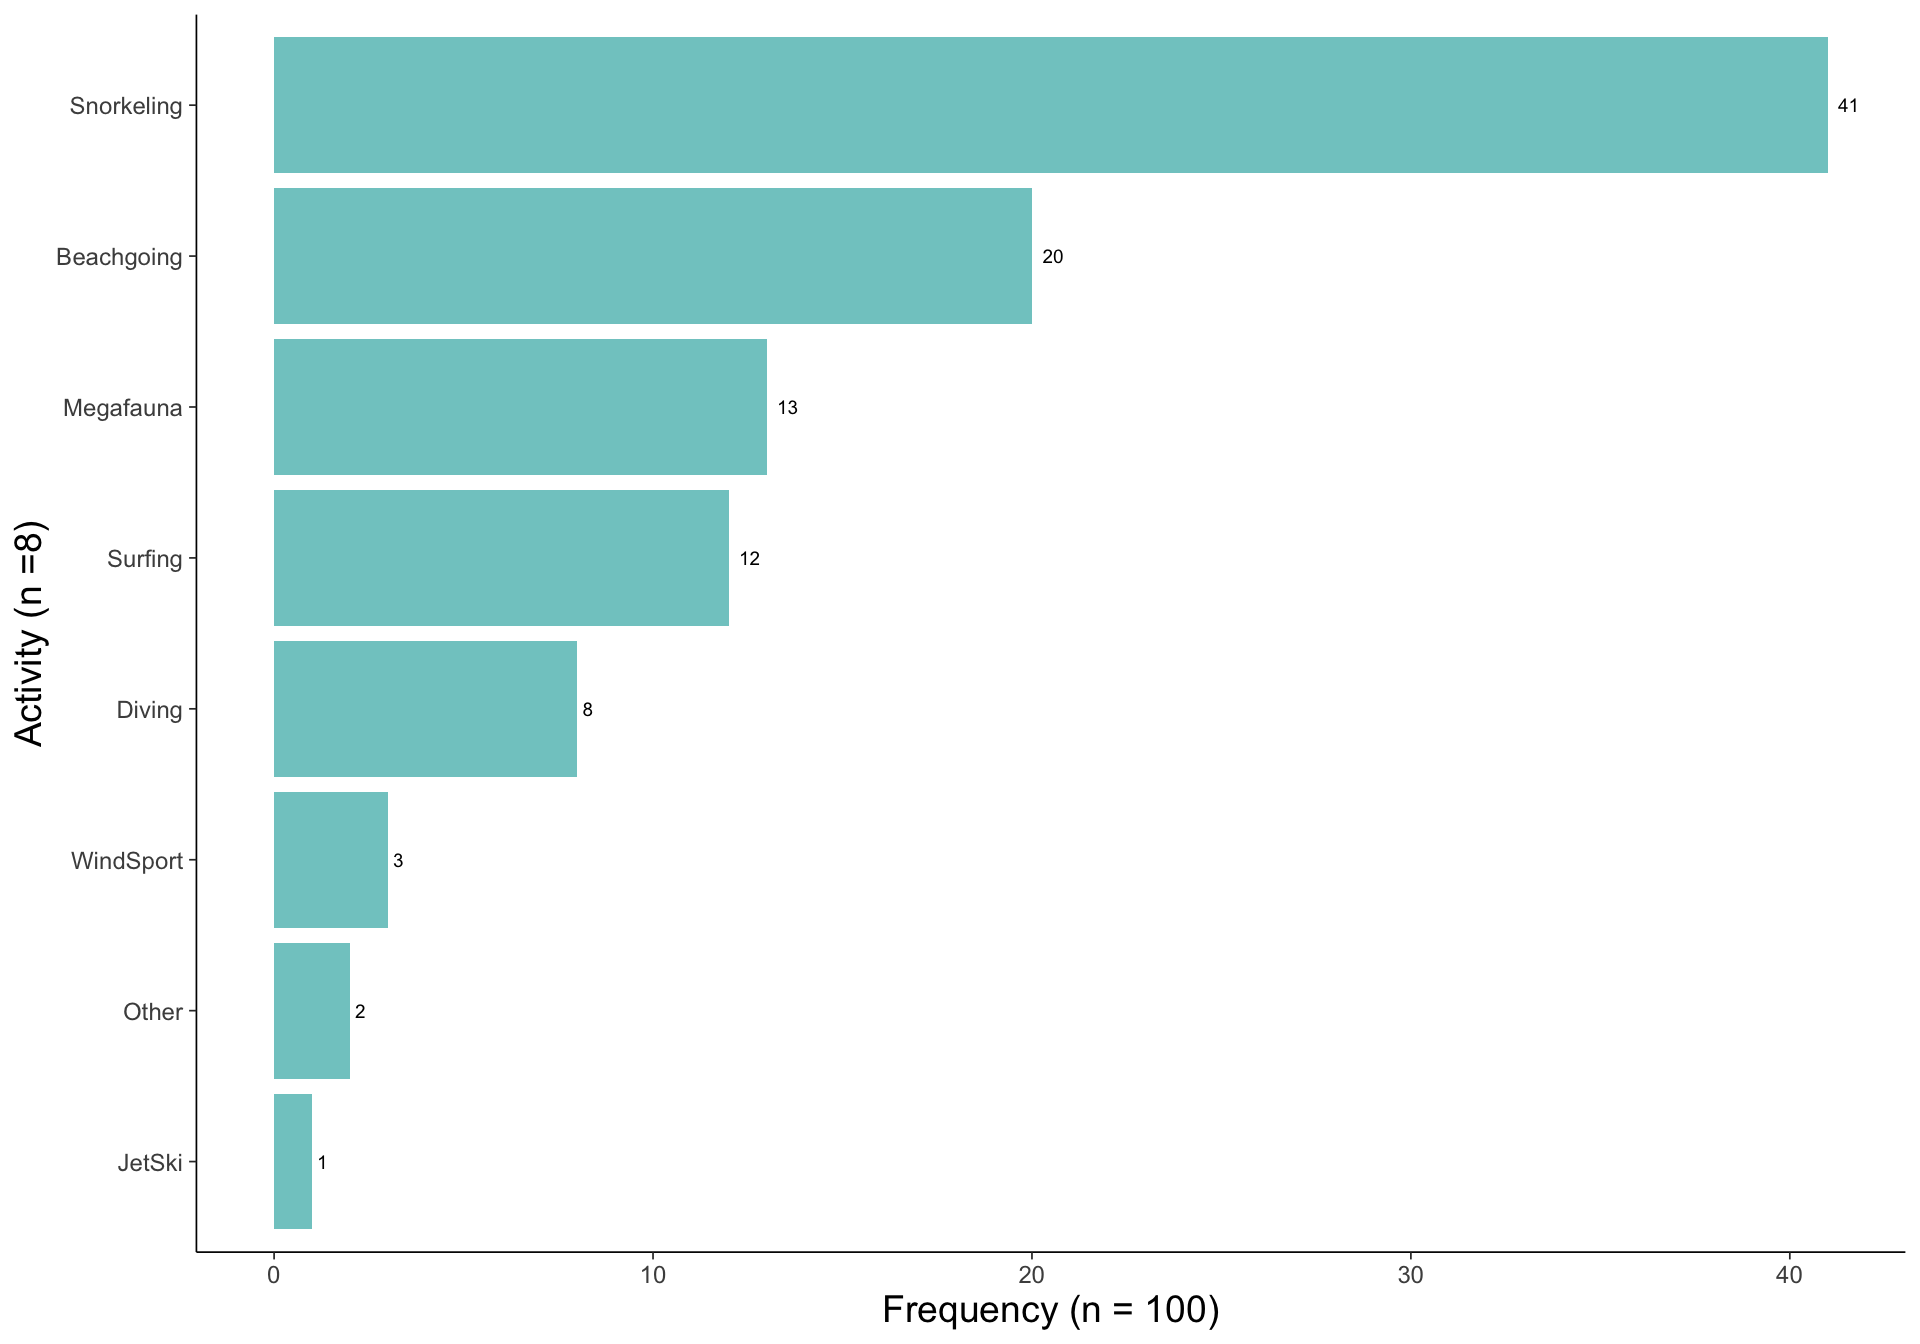 Activity (n =8)
Snorkeling 41
Beachgoing 20
Megafauna 13
Surfing 12
Diving 8
WindSport 3
Other 2
JetSki 1
0 10 20 30 40
Frequency (n = 100)